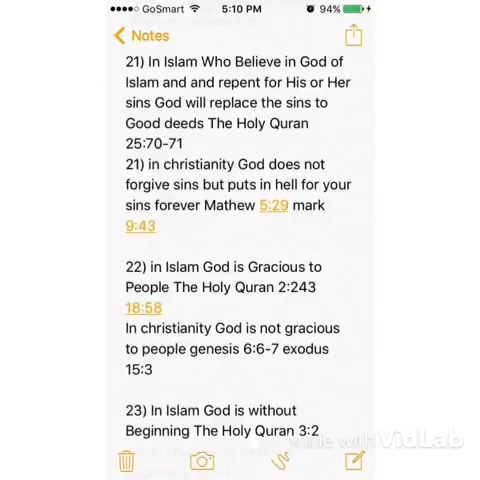 GoSmart 5:10 PM 94%
Notes
21) In Islam Who Believe in God of
Islam and and repent for His or Her
sins God will replace the sins to
Good deeds The Holy Quran
25:70-71
21) in christianity God does not
forgive sins but puts in hell for your
sins forever Mathew 5:29 mark
9:43
22) in Islam God is Gracious to
People The Holy Quran 2:243
18:58
In christianity God is not gracious
to people genesis 6:6-7 exodus
15:3
23) In Islam God is without
Beginning The Holy Quran 3:2
Made with VidLab